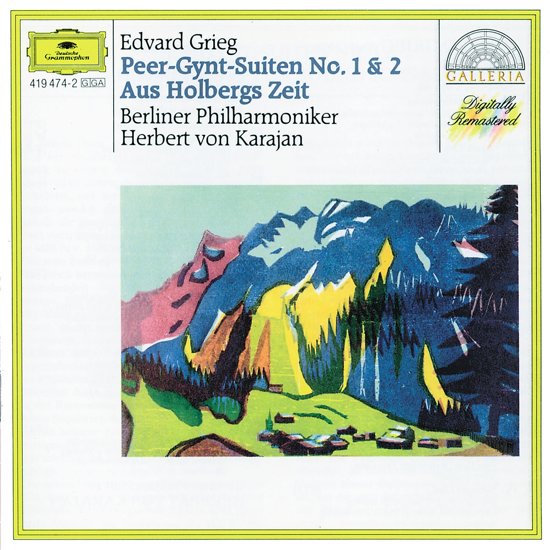 Deutsche
Grammophon
419 474-2 G GA
Edvard Grieg
Peer-Gynt-Suiten No. 1 & 2
Aus Holbergs Zeit
Berliner Philharmoniker
Herbert von Karajan
GALLERIA
Digitally
Remastered